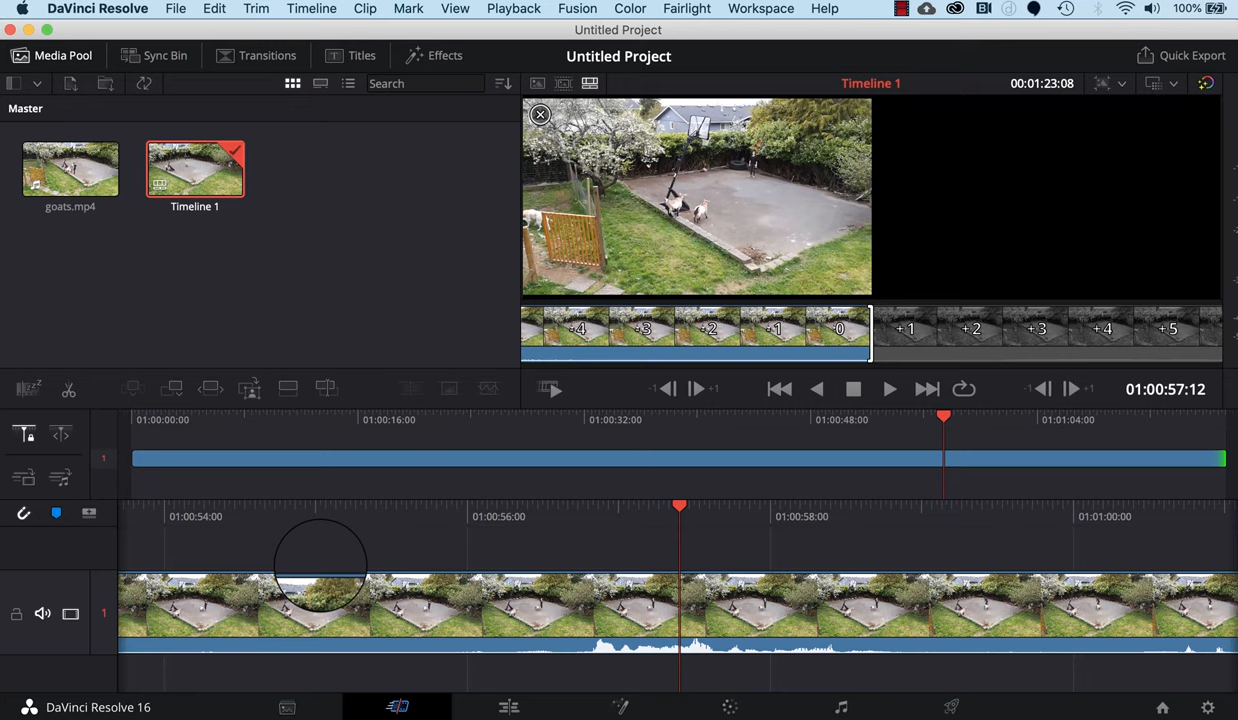 DaVinci Resolve File Edit Trim Timeline Clip Mark View Playback Fusion Color Fairlight Workspace Help 100%
Untitled Project
Media Pool Sync Bin Transitions Titles Effects Untitled Project Quick Export
Search Timeline 1 00:01:23:08
Master
goats.mp4 Timeline 1
-4 -3 -2 -1 -0 +1 +2 +3 +4 +5
-1 +1 -1 +1 01:00:57:12
01:00:00:00 01:00:16:00 01:00:32:00 01:00:48:00 01:01:04:00
1
01:00:54:00 01:00:56:00 01:00:58:00 01:01:00:00
1
DaVinci Resolve 16